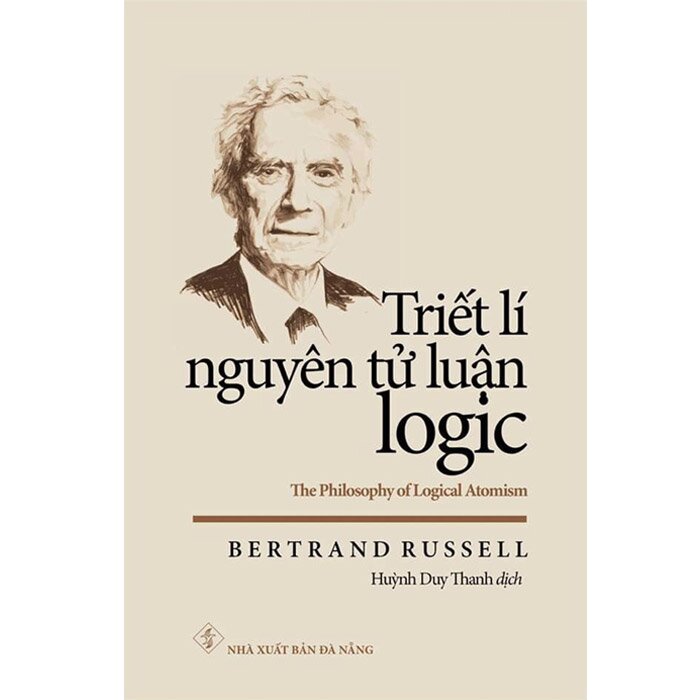 Triết lí
nguyên tử luận
logic
The Philosophy of Logical Atomism
BERTRAND RUSSELL
Huỳnh Duy Thanh dịch
NHÀ XUẤT BẢN ĐÀ NẴNG